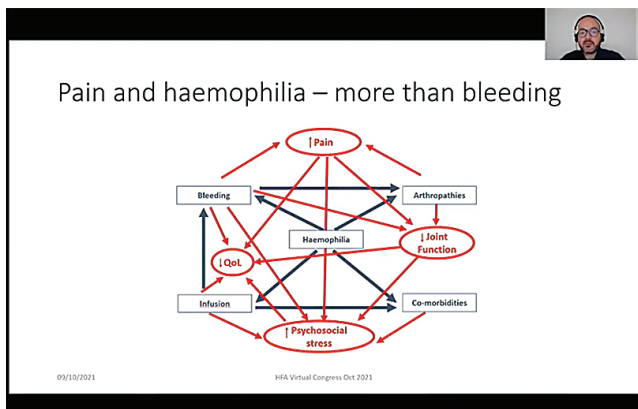 Pain and haemophilia – more than bleeding
↑Pain
Bleeding
Arthropathies
Haemophilia
↓Joint
Function
↓QoL
Infusion
Co-morbidities
↑Psychosocial
stress
09/10/2021
HFA Virtual Congress Oct 2021